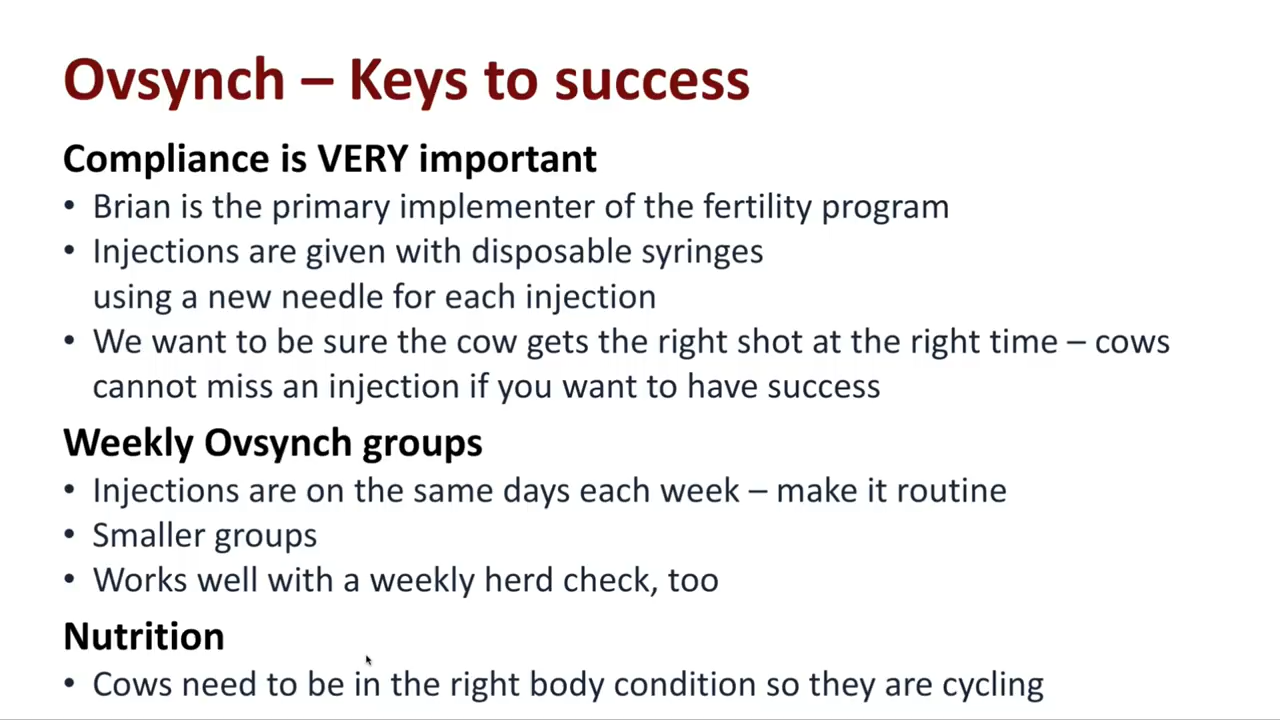 Ovsynch – Keys to success
Compliance is VERY important
• Brian is the primary implementer of the fertility program
• Injections are given with disposable syringes
using a new needle for each injection
• We want to be sure the cow gets the right shot at the right time – cows
cannot miss an injection if you want to have success
Weekly Ovsynch groups
• Injections are on the same days each week – make it routine
• Smaller groups
• Works well with a weekly herd check, too
Nutrition
• Cows need to be in the right body condition so they are cycling